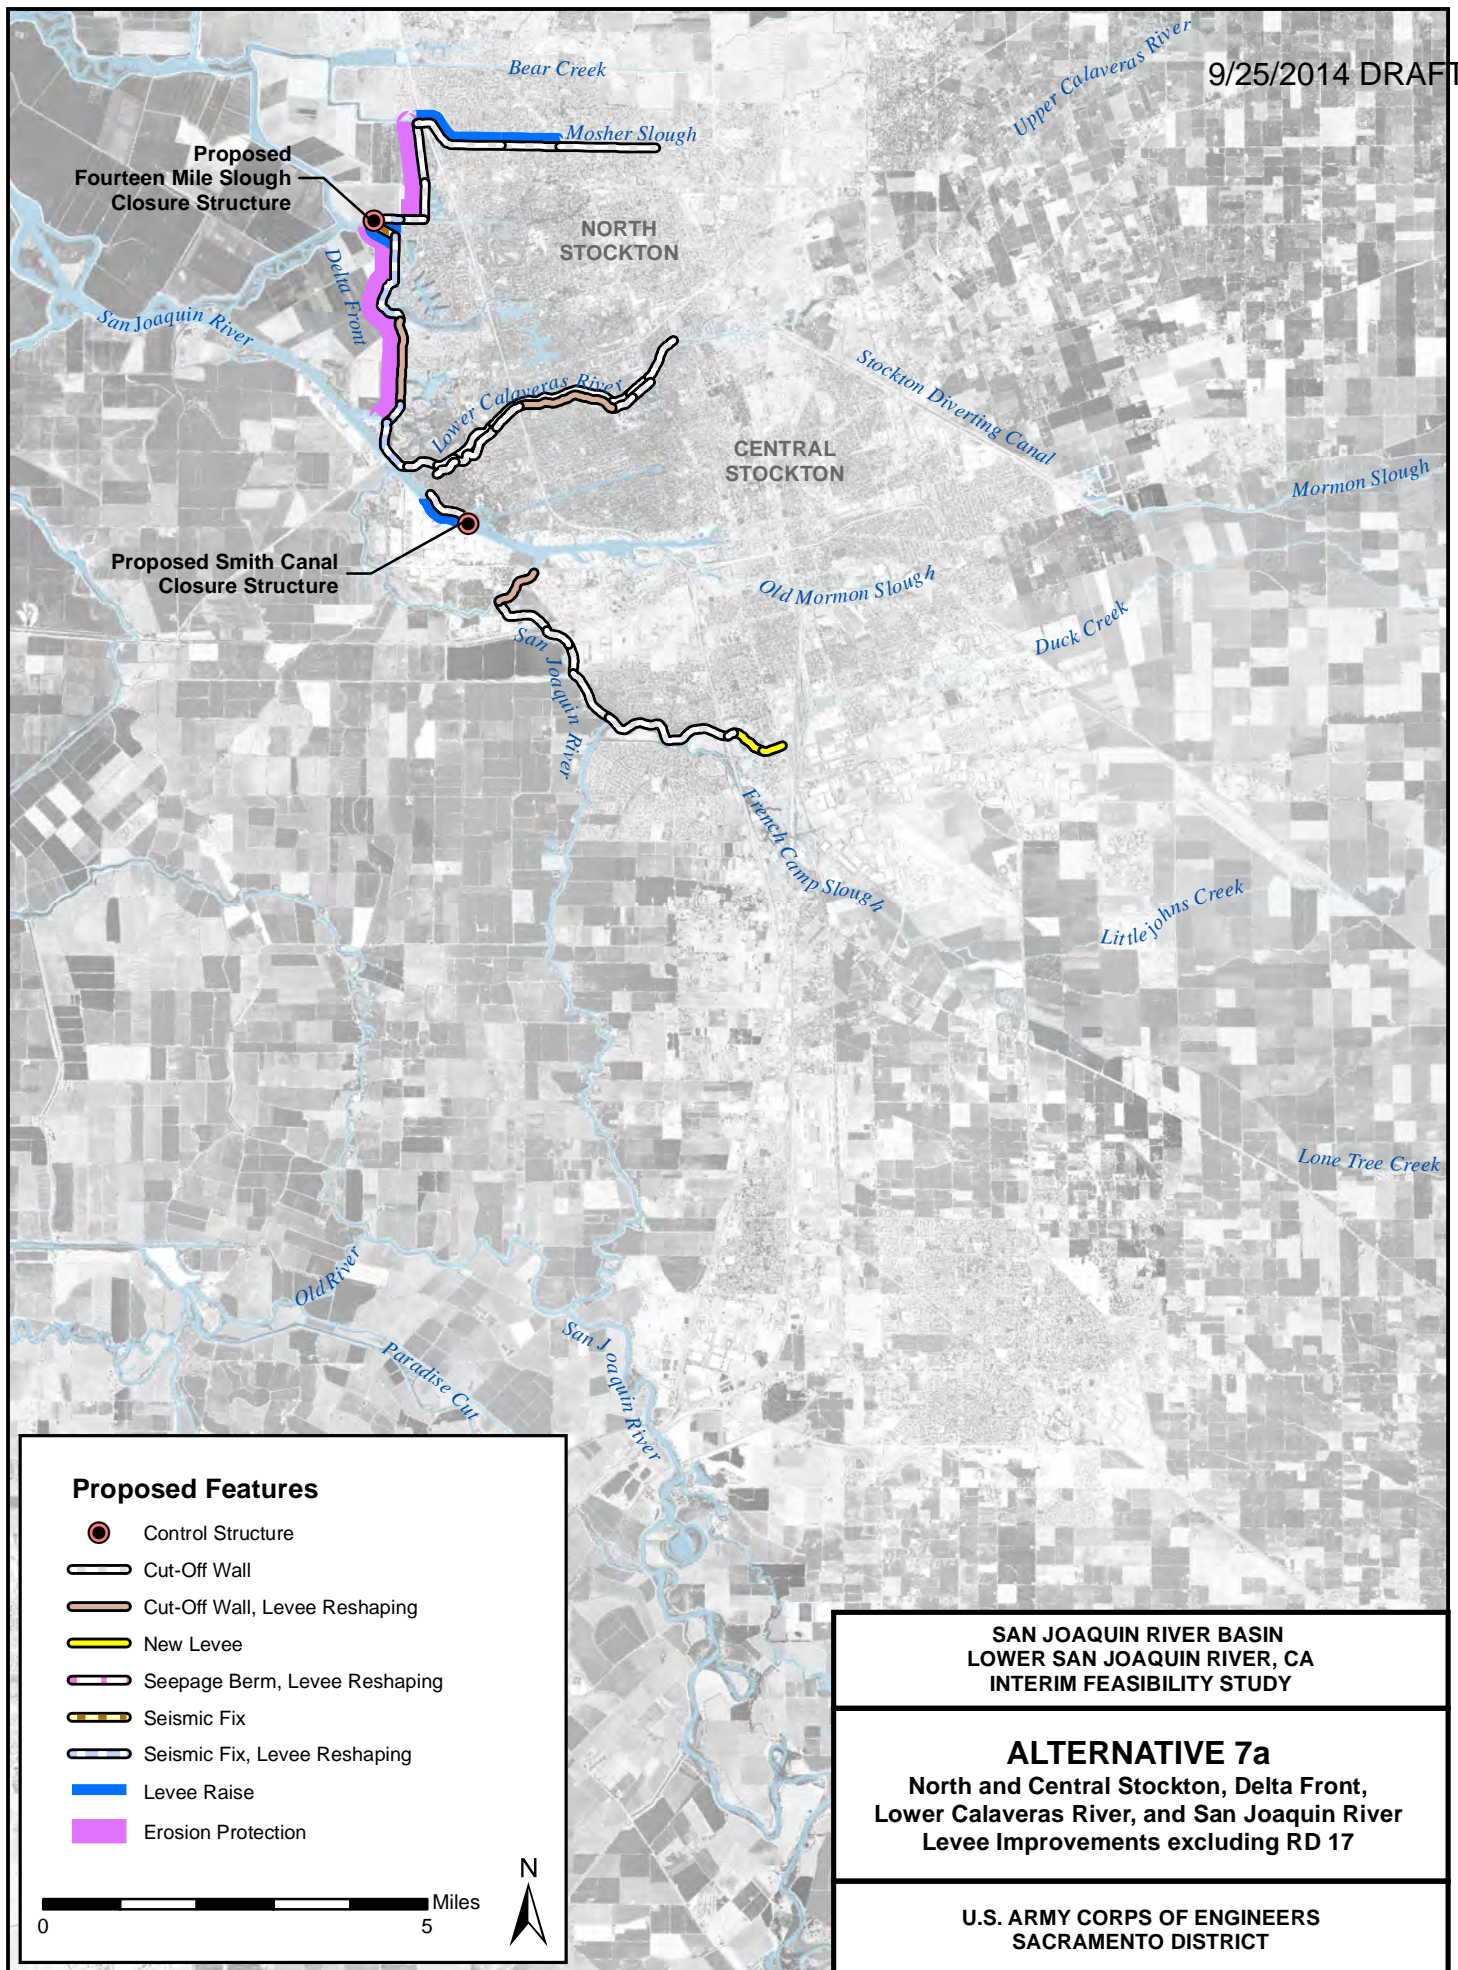 9/25/2014 DRAFT
Bear Creek
Upper Calaveras River
Mosher Slough
Proposed
Fourteen Mile Slough
Closure Structure
NORTH
STOCKTON
Delta Front
San Joaquin River
Lower Calaveras River
Stockton Diverting Canal
CENTRAL
STOCKTON
Mormon Slough
Proposed Smith Canal
Closure Structure
Old Mormon Slough
Duck Creek
San Joaquin River
French Camp Slough
Littlejohns Creek
Lone Tree Creek
Old River
Paradise Cut
San Joaquin River
Proposed Features
Control Structure
Cut-Off Wall
Cut-Off Wall, Levee Reshaping
New Levee
Seepage Berm, Levee Reshaping
Seismic Fix
Seismic Fix, Levee Reshaping
Levee Raise
Erosion Protection
N
Miles
0 5
SAN JOAQUIN RIVER BASIN
LOWER SAN JOAQUIN RIVER, CA
INTERIM FEASIBILITY STUDY
ALTERNATIVE 7a
North and Central Stockton, Delta Front,
Lower Calaveras River, and San Joaquin River
Levee Improvements excluding RD 17
U.S. ARMY CORPS OF ENGINEERS
SACRAMENTO DISTRICT